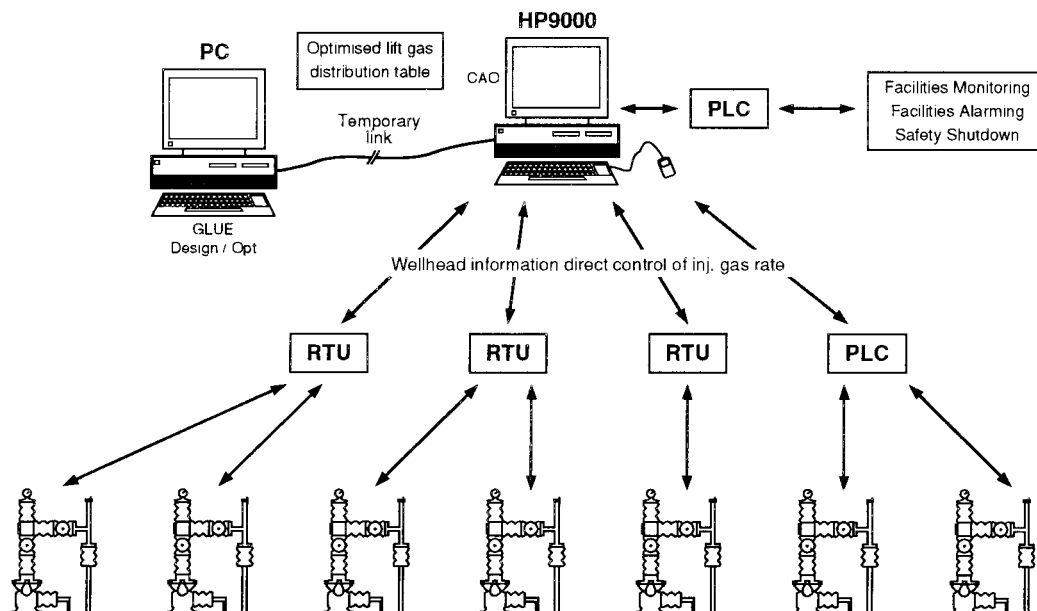 HP9000
PC
Optimised lift gas
distribution table
CAO
PLC
Facilities Monitoring
Facilities Alarming
Safety Shutdown
Temporary
link
GLUE
Design / Opt
Wellhead information direct control of inj. gas rate
RTU
RTU
RTU
PLC